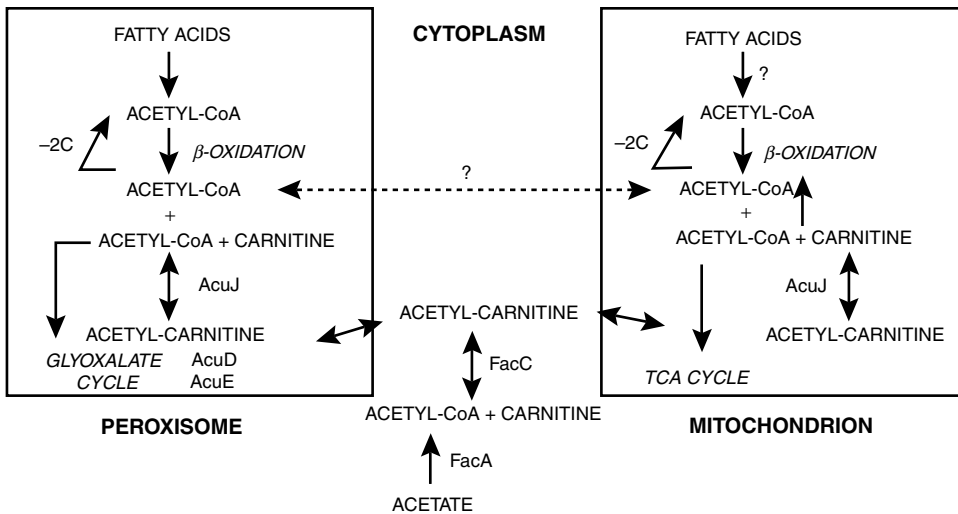 FATTY ACIDS
ACETYL-CoA
–2C
β-OXIDATION
ACETYL-CoA
+
ACETYL-CoA + CARNITINE
AcuJ
ACETYL-CARNITINE
GLYOXALATE
CYCLE
AcuD
AcuE
PEROXISOME
CYTOPLASM
?
ACETYL-CARNITINE
FacC
ACETYL-CoA + CARNITINE
FacA
ACETATE
FATTY ACIDS
?
ACETYL-CoA
–2C
β-OXIDATION
ACETYL-CoA
+
ACETYL-CoA + CARNITINE
AcuJ
ACETYL-CARNITINE
TCA CYCLE
MITOCHONDRION